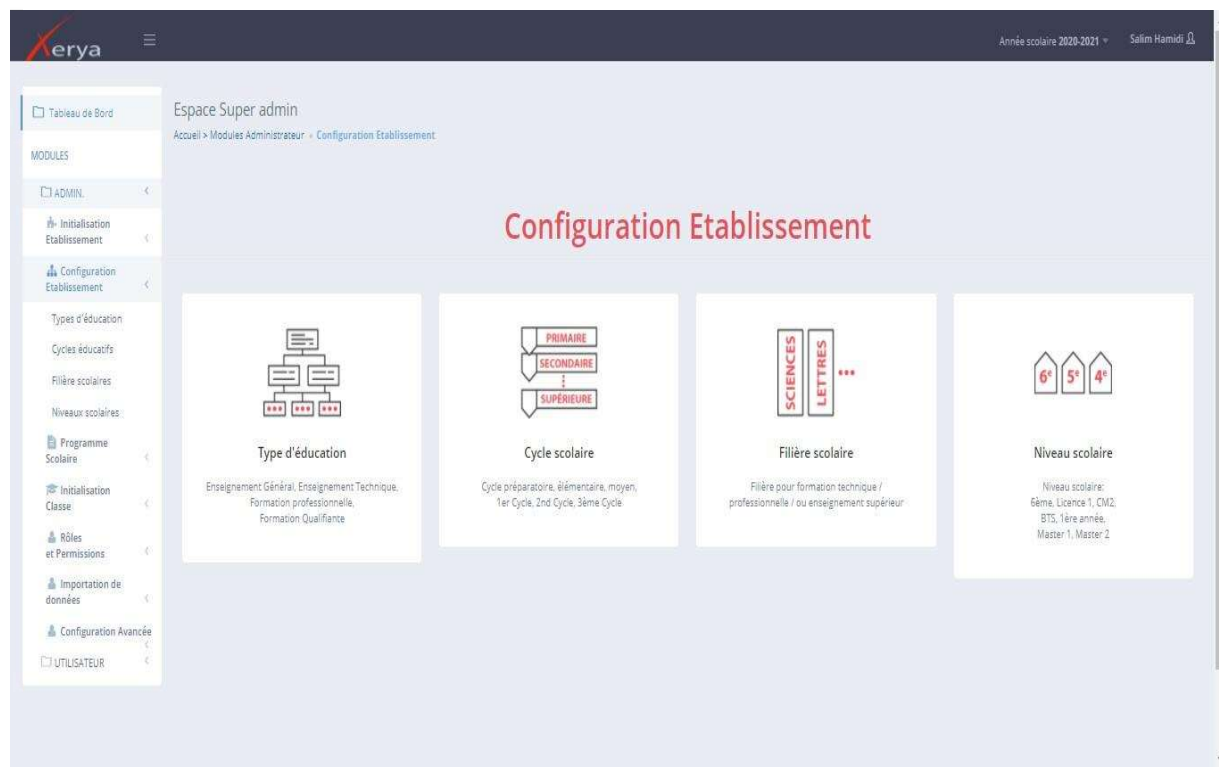 Xerya
Année scolaire 2020-2021
Salim Hamidi
Tableau de Bord
MODULES
ADMIN.
Initialisation
Etablissement
Configuration
Etablissement
Types d'éducation
Cycles éducatifs
Filière scolaires
Niveaux scolaires
Programme
Scolaire
Initialisation
Classe
Rôles
et Permissions
Importation de
données
Configuration Avancée
UTILISATEUR
Espace Super admin
Accueil > Modules Administrateur » Configuration Etablissement
Configuration Etablissement
Type d'éducation
Enseignement Général, Enseignement Technique,
Formation professionnelle,
Formation Qualifiante
PRIMAIRE
SECONDAIRE
SUPÉRIEURE
Cycle scolaire
Cycle préparatoire, élémentaire, moyen,
1er Cycle, 2nd Cycle, 3ème Cycle
SCIENCES
LETTRES
Filière scolaire
Filière pour formation technique /
professionnelle / ou enseignement supérieur
6e 5e 4e
Niveau scolaire
Niveau scolaire:
6ème, Licence 1, CM2,
BTS, 1ère année,
Master 1, Master 2